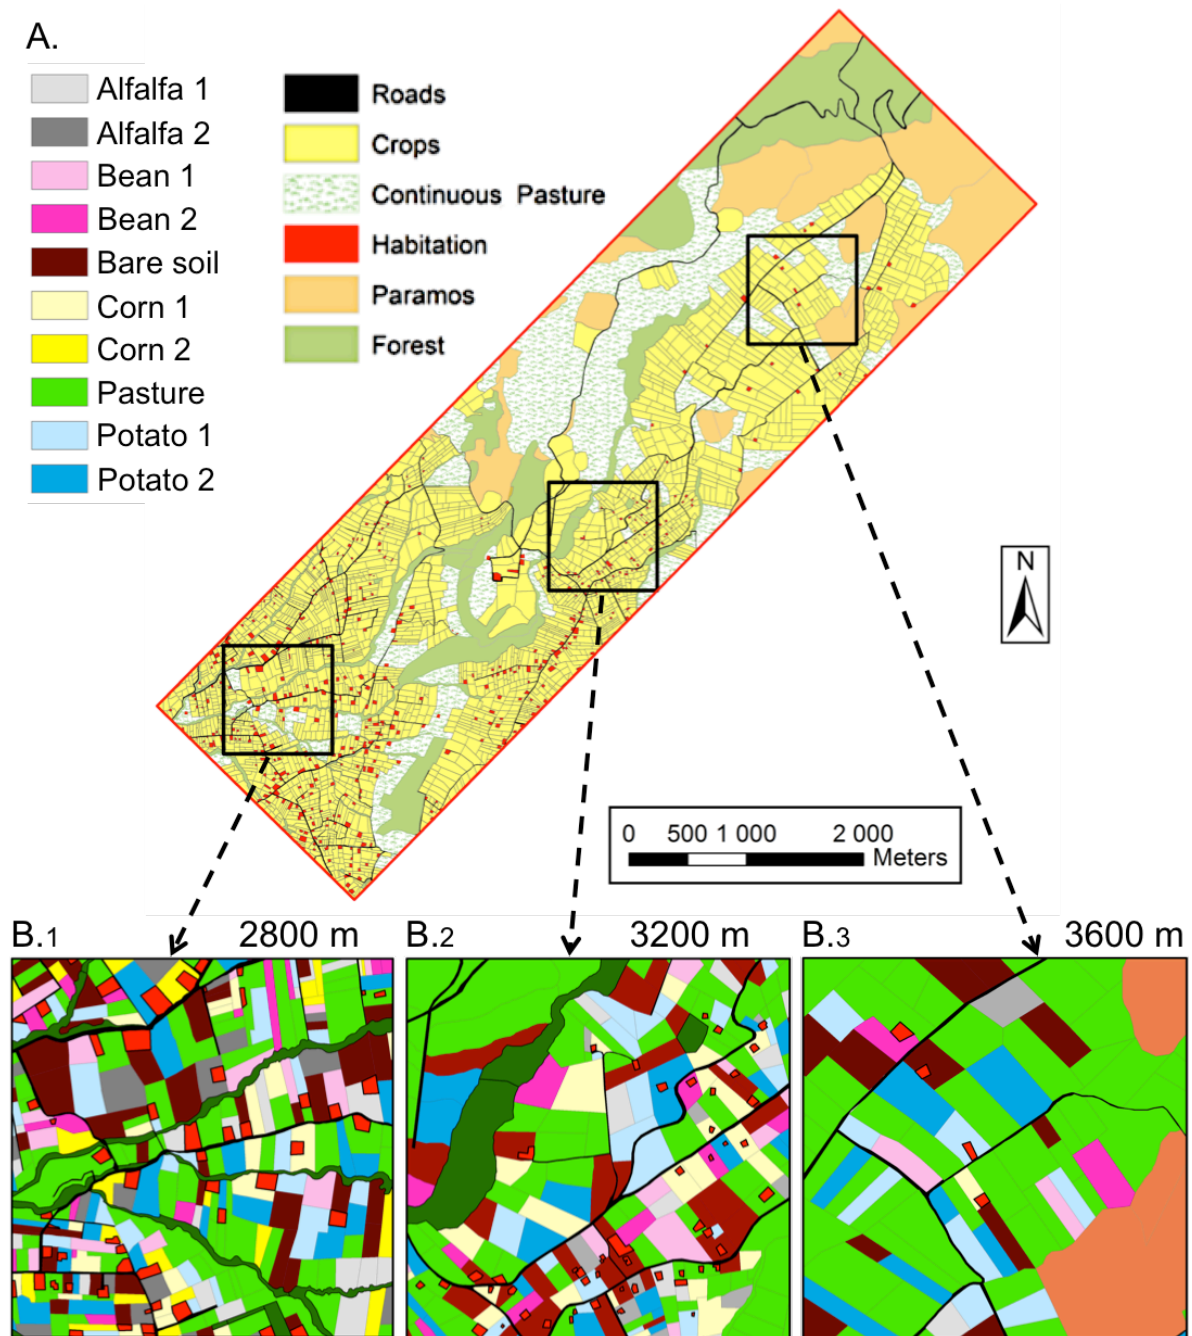 A.
Alfalfa 1
Alfalfa 2
Bean 1
Bean 2
Bare soil
Corn 1
Corn 2
Pasture
Potato 1
Potato 2
Roads
Crops
Continuous Pasture
Habitation
Paramos
Forest
N
0 500 1 000 2 000
Meters
B.1 2800 m
B.2 3200 m
B.3 3600 m